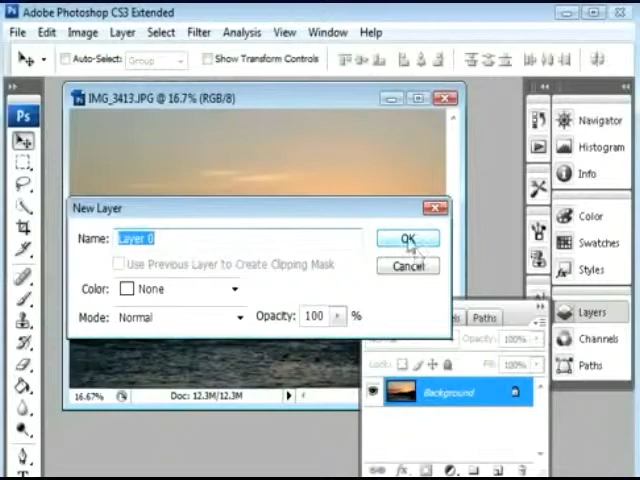 Adobe Photoshop CS3 Extended
File Edit Image Layer Select Filter Analysis View Window Help
Auto-Select: Group Show Transform Controls
IMG_3413.JPG @ 16.7% (RGB/8)
Ps
Navigator
Histogram
Info
Color
Swatches
Styles
Layers
Channels
Paths
New Layer
Name: Layer 0
OK
Use Previous Layer to Create Clipping Mask
Cancel
Color: None
Mode: Normal Opacity: 100 %
Paths
Opacity: 100%
Lock: Fill: 100%
Background
16.67% Doc: 12.3M/12.3M